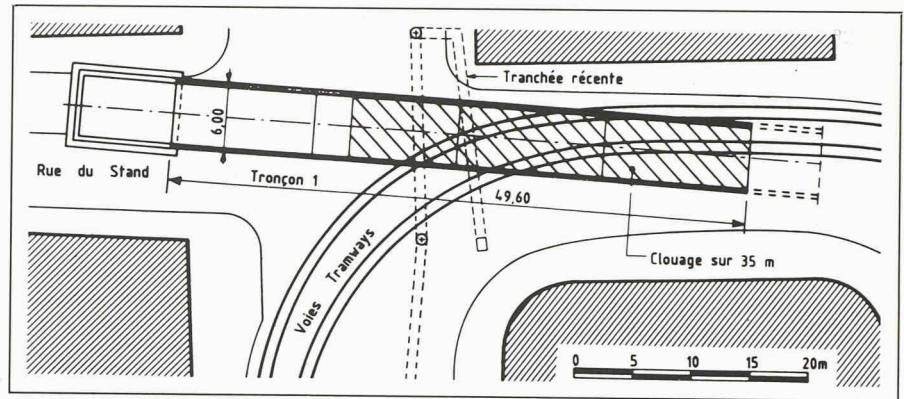 Tranchée récente
6,00
Rue du Stand
Tronçon 1
49,60
Voies Tramways
Clouage sur 35 m
0 5 10 15 20m